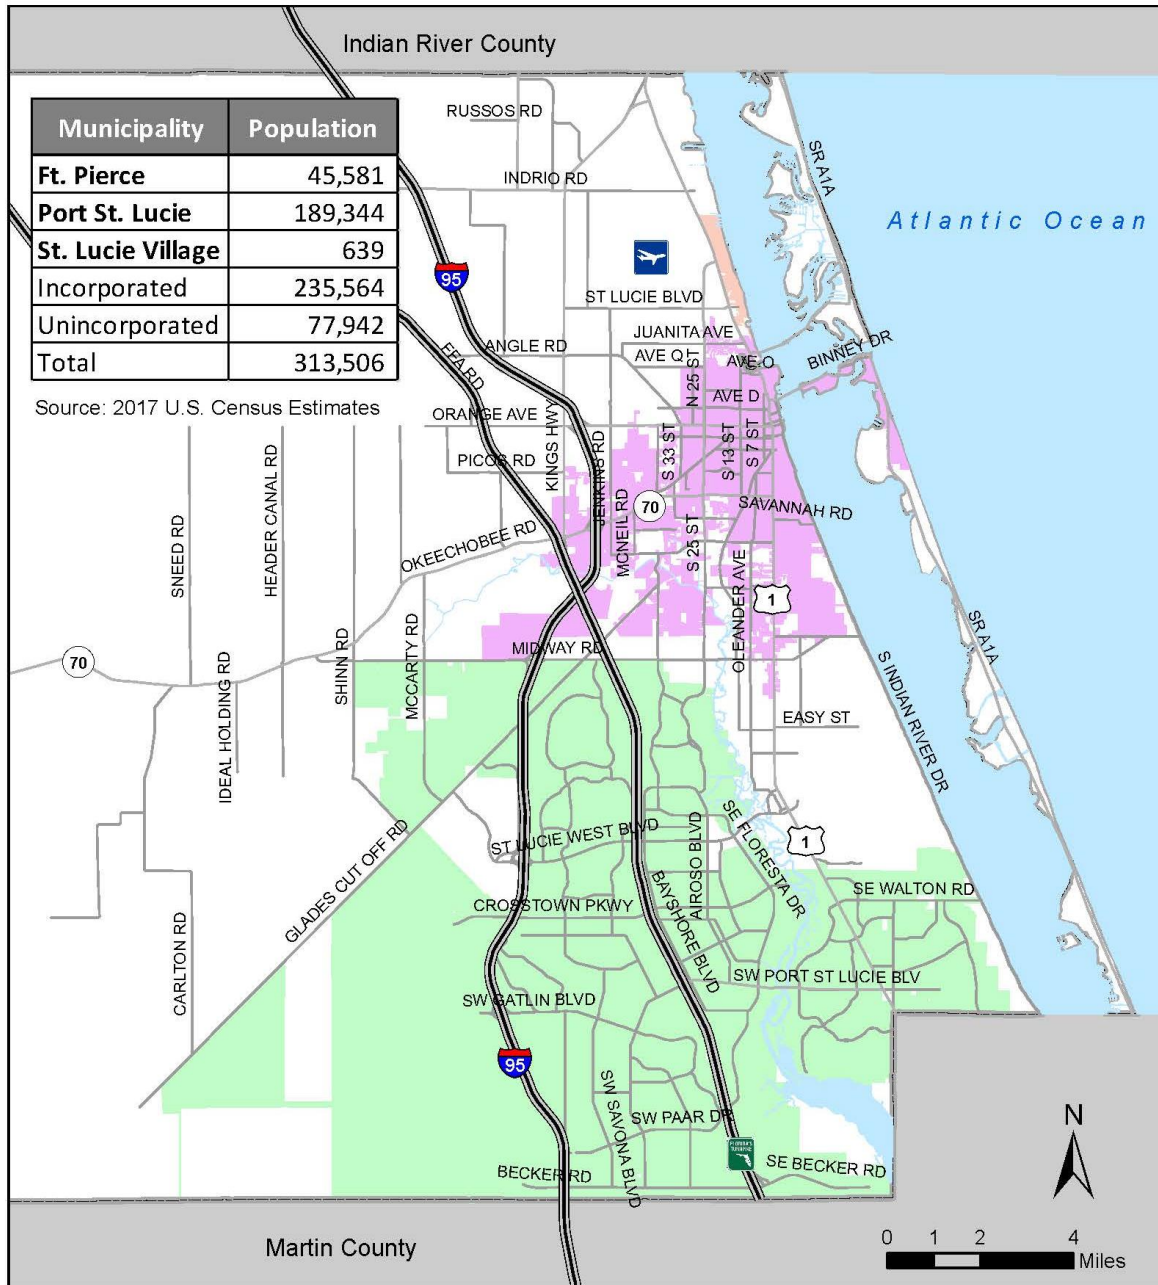 Indian River County
Municipality Population
Ft. Pierce 45,581
Port St. Lucie 189,344
St. Lucie Village 639
Incorporated 235,564
Unincorporated 77,942
Total 313,506
Source: 2017 U.S. Census Estimates
RUSSOS RD
INDRIO RD
SR A1A
Atlantic Ocean
95
ST LUCIE BLVD
JUANITA AVE
ANGLE RD
AVE Q
AVE O
BINNEY DR
FFA RD
N 25 ST
AVE D
ORANGE AVE
KINGS HWY
PICOS RD
JENKINS RD
S 33 ST
S 13 ST
S 7 ST
MCNEIL RD
70
SAVANNAH RD
SNEED RD
HEADER CANAL RD
OKEECHOBEE RD
S 25 ST
OLEANDER AVE
1
SR A1A
SHINN RD
MCCARTY RD
MIDWAY RD
70
IDEAL HOLDING RD
S INDIAN RIVER DR
EASY ST
GLADES CUT OFF RD
ST LUCIE WEST BLVD
AIROSO BLVD
SE FLORESTA DR
1
CARLTON RD
CROSSTOWN PKWY
BAYSHORE BLVD
SE WALTON RD
SW PORT ST LUCIE BLV
SW GATLIN BLVD
95
SW SAVONA BLVD
SW PAAR DR
BECKER RD
FLORIDA'S
TURNPIKE
SE BECKER RD
N
0 1 2 4
Miles
Martin County